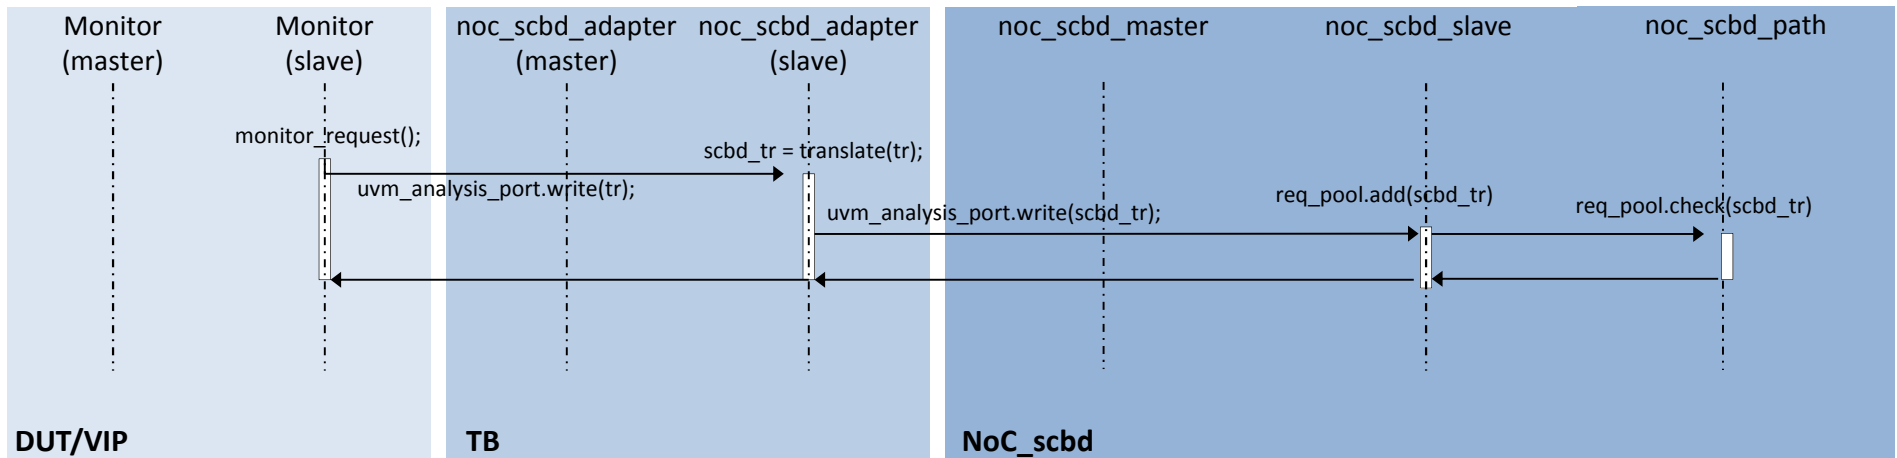 Monitor
(master)
Monitor
(slave)
noc_scbd_adapter
(master)
noc_scbd_adapter
(slave)
noc_scbd_master
noc_scbd_slave
noc_scbd_path
monitor_request();
scbd_tr = translate(tr);
uvm_analysis_port.write(tr);
uvm_analysis_port.write(scbd_tr);
req_pool.add(scbd_tr)
req_pool.check(scbd_tr)
DUT/VIP
TB
NoC_scbd